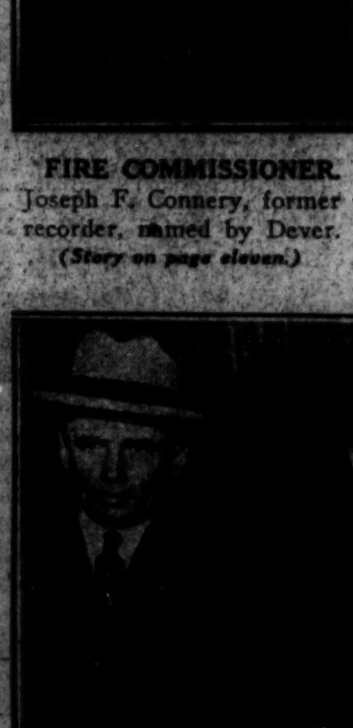 FIRE COMMISSIONER.
Joseph F. Connery, former
recorder, named by Dever.
(Story on page eleven.)